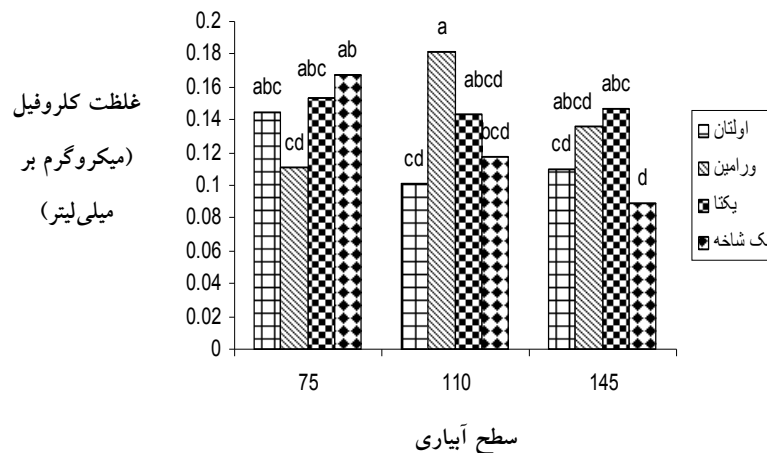 0.2
0.18
0.16
0.14
0.12
0.1
0.08
0.06
0.04
0.02
0
غلظت کلروفیل
(میکروگرم بر
میلی‌لیتر)
abc
cd
abc
ab
cd
a
abcd
bcd
cd
abcd
abc
d
75
110
145
سطح آبیاری
اولتان
ورامین
یکتا
ک شاخه